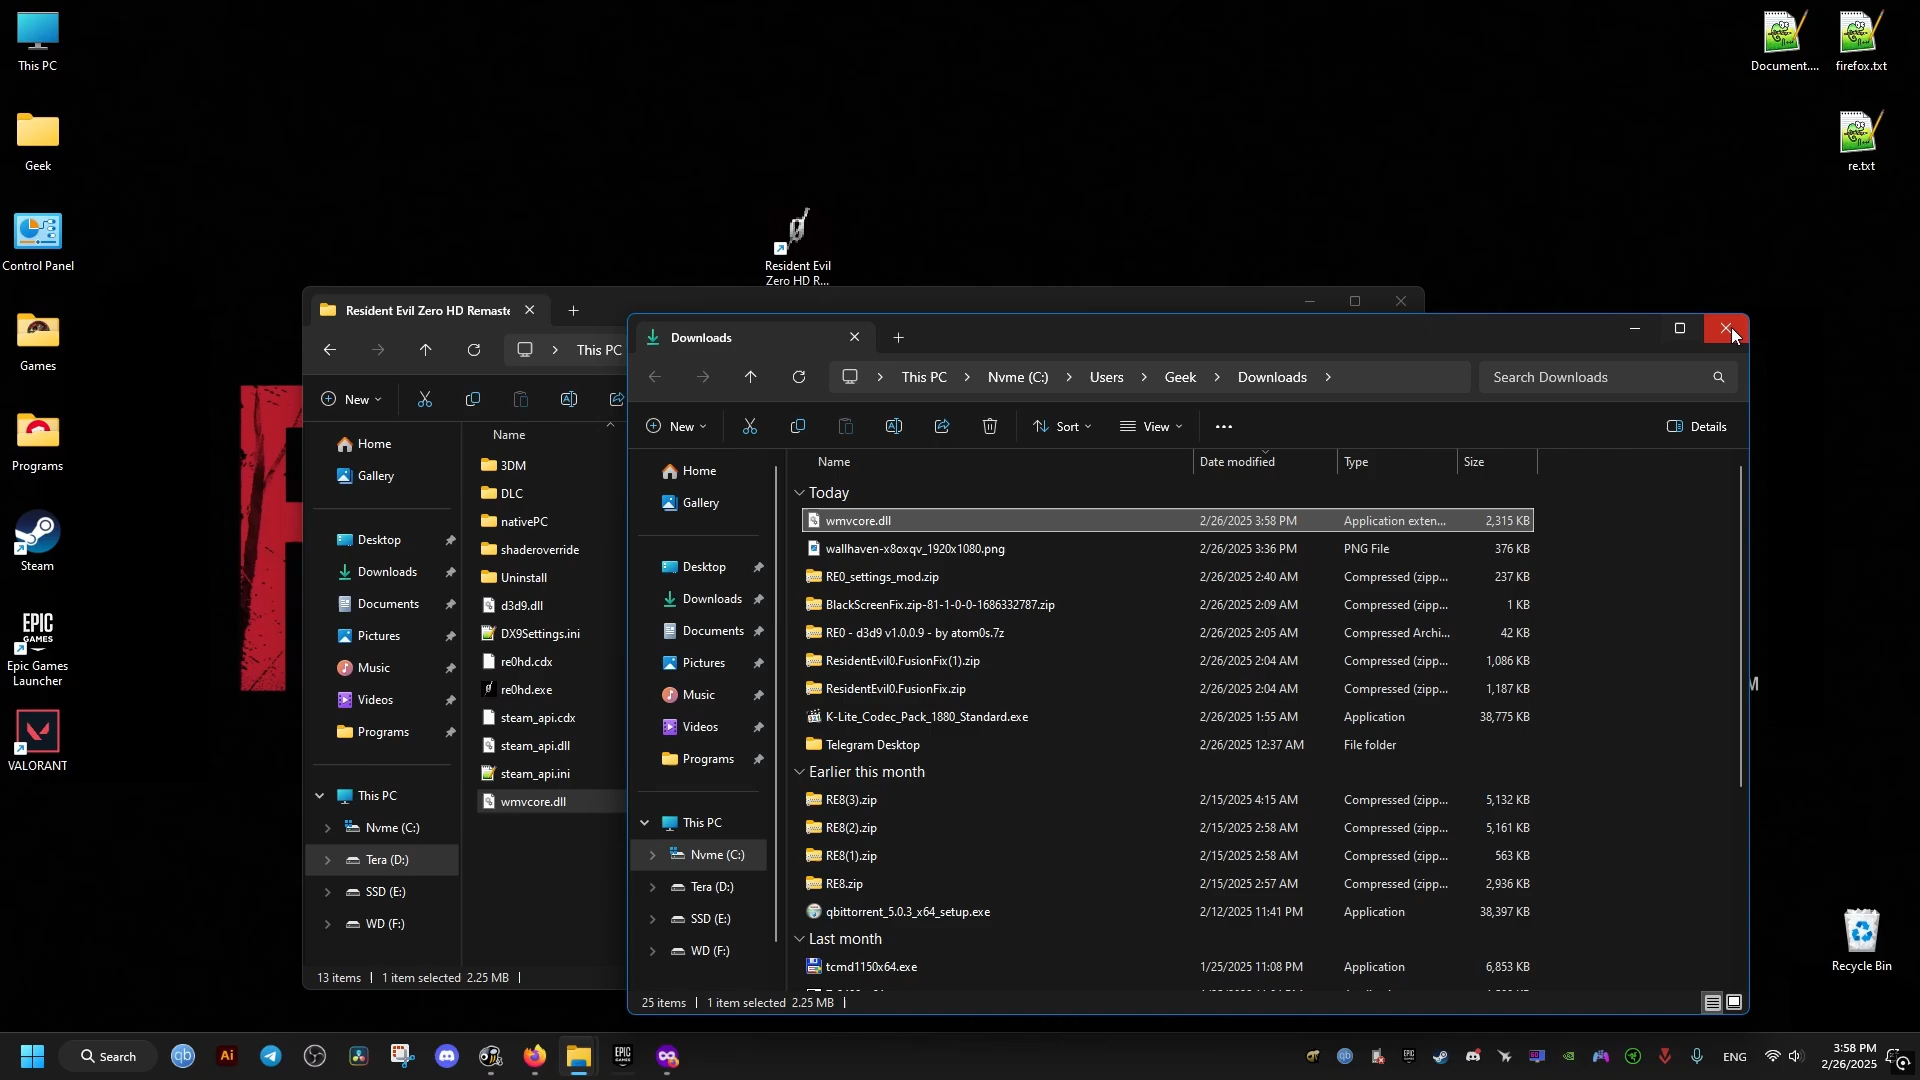 This PC
Geek
Control Panel
Games
Programs
Steam
EPIC
GAMES
Epic Games
Launcher
VALORANT
Document....
firefox.txt
re.txt
Resident Evil
Zero HD R...
Recycle Bin
Resident Evil Zero HD Remaste
This PC
New
Home
Gallery
Desktop
Downloads
Documents
Pictures
Music
Videos
Programs
This PC
Nvme (C:)
Tera (D:)
SSD (E:)
WD (F:)
Name
3DM
DLC
nativePC
shaderoverride
Uninstall
d3d9.dll
DX9Settings.ini
re0hd.cdx
re0hd.exe
steam_api.cdx
steam_api.dll
steam_api.ini
wmvcore.dll
13 items
1 item selected 2.25 MB
Downloads
This PC > Nvme (C:) > Users > Geek > Downloads >
Search Downloads
New
Sort
View
Details
Home
Gallery
Desktop
Downloads
Documents
Pictures
Music
Videos
Programs
This PC
Nvme (C:)
Tera (D:)
SSD (E:)
WD (F:)
Name Date modified Type Size
Today
wmvcore.dll 2/26/2025 3:58 PM Application exten... 2,315 KB
wallhaven-x8oxqv_1920x1080.png 2/26/2025 3:36 PM PNG File 376 KB
RE0_settings_mod.zip 2/26/2025 2:40 AM Compressed (zipp... 237 KB
BlackScreenFix.zip-81-1-0-0-1686332787.zip 2/26/2025 2:09 AM Compressed (zipp... 1 KB
RE0 - d3d9 v1.0.0.9 - by atom0s.7z 2/26/2025 2:05 AM Compressed Archi... 42 KB
ResidentEvil0.FusionFix(1).zip 2/26/2025 2:04 AM Compressed (zipp... 1,086 KB
ResidentEvil0.FusionFix.zip 2/26/2025 2:04 AM Compressed (zipp... 1,187 KB
K-Lite_Codec_Pack_1880_Standard.exe 2/26/2025 1:55 AM Application 38,775 KB
Telegram Desktop 2/26/2025 12:37 AM File folder
Earlier this month
RE8(3).zip 2/15/2025 4:15 AM Compressed (zipp... 5,132 KB
RE8(2).zip 2/15/2025 2:58 AM Compressed (zipp... 5,161 KB
RE8(1).zip 2/15/2025 2:58 AM Compressed (zipp... 563 KB
RE8.zip 2/15/2025 2:57 AM Compressed (zipp... 2,936 KB
qbittorrent_5.0.3_x64_setup.exe 2/12/2025 11:41 PM Application 38,397 KB
Last month
tcmd1150x64.exe 1/25/2025 11:08 PM Application 6,853 KB
25 items
1 item selected 2.25 MB
M
Search
qb
Ai
EPIC
ENG
3:58 PM
2/26/2025